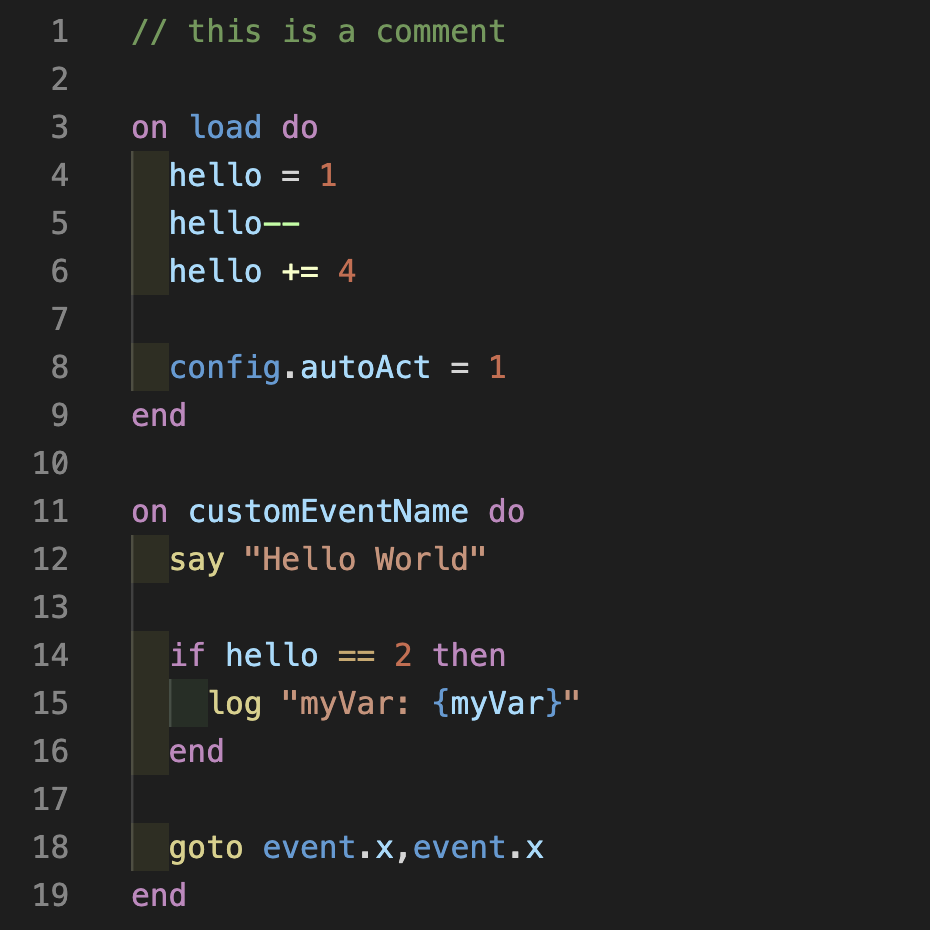 1 // this is a comment
2
3 on load do
4 hello = 1
5 hello--
6 hello += 4
7
8 config.autoAct = 1
9 end
10
11 on customEventName do
12 say "Hello World"
13
14 if hello == 2 then
15 log "myVar: {myVar}"
16 end
17
18 goto event.x,event.x
19 end